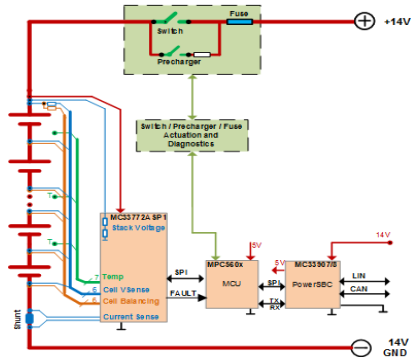 Fuse
+14V
Switch
Precharger
Switch / Precharger / Fuse
Actuation and
Diagnostics
MC33772ASP1
Stack Voltage
T
T
T
5V
14V
MPC560x
MC33907/8
5V
7 Temp
SPI
MCU
SPI
PowerSBC
LIN
6 Cell VSense
CAN
6 Cell Balancing
FAULT
TX
RX
Shunt
Current Sense
14V
GND